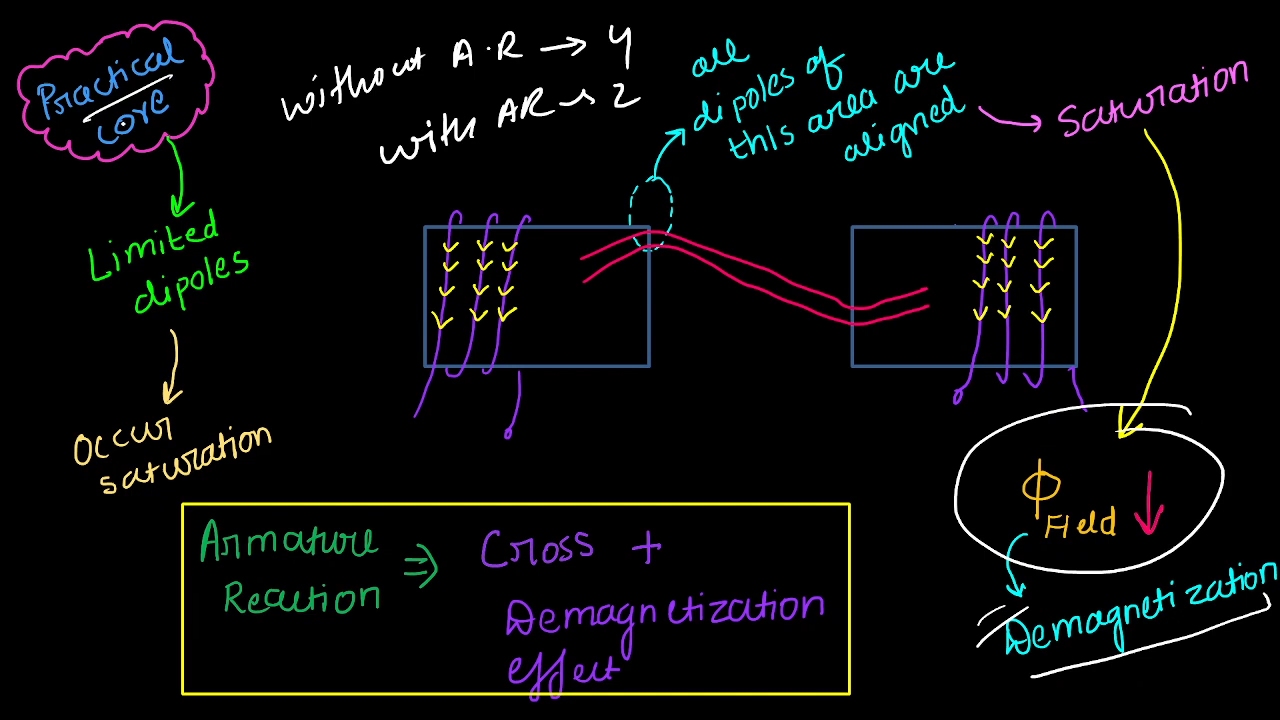 Practical
core
without A.R → 4
with AR → 2
all
dipoles of
this area are
aligned
Saturation
Limited
dipoles
Occur
saturation
Armature
Reaction ⇒ Cross +
Demagnetization
effect
ϕ Field ↓
Demagnetization